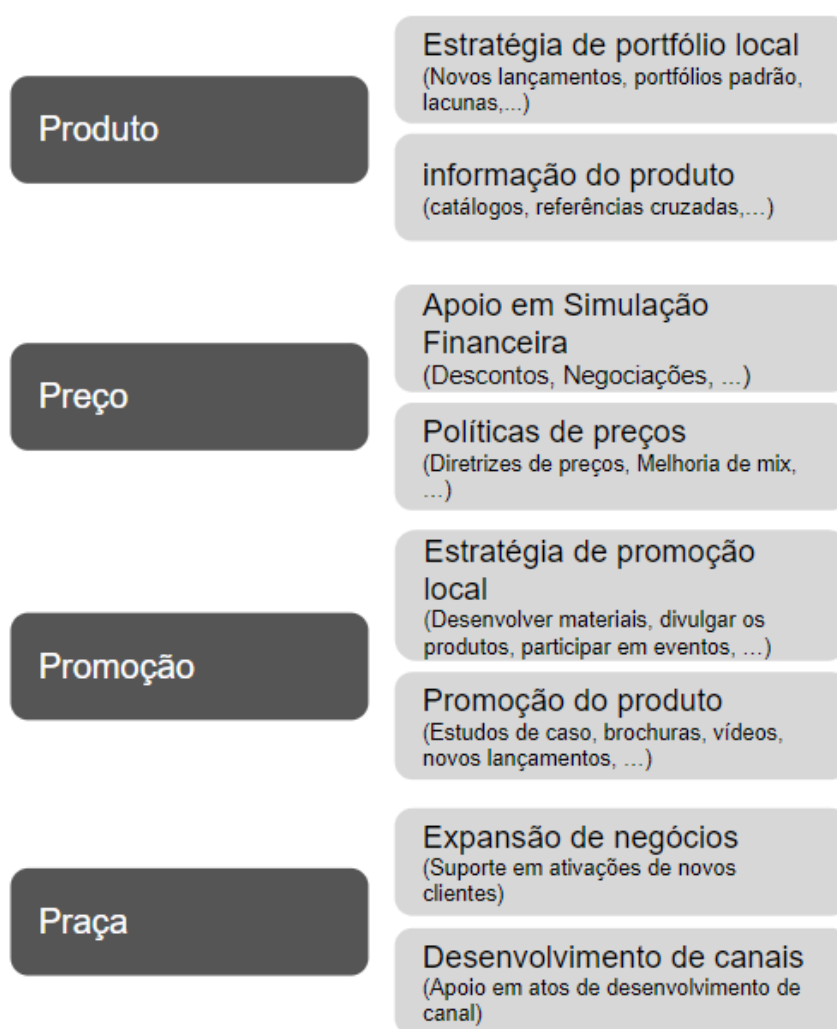 Produto
Estratégia de portfólio local
(Novos lançamentos, portfólios padrão,
lacunas,...)
informação do produto
(catálogos, referências cruzadas,...)
Preço
Apoio em Simulação
Financeira
(Descontos, Negociações, ...)
Políticas de preços
(Diretrizes de preços, Melhoria de mix,
...)
Promoção
Estratégia de promoção
local
(Desenvolver materiais, divulgar os
produtos, participar em eventos, ...)
Promoção do produto
(Estudos de caso, brochuras, vídeos,
novos lançamentos, ...)
Praça
Expansão de negócios
(Suporte em ativações de novos
clientes)
Desenvolvimento de canais
(Apoio em atos de desenvolvimento de
canal)